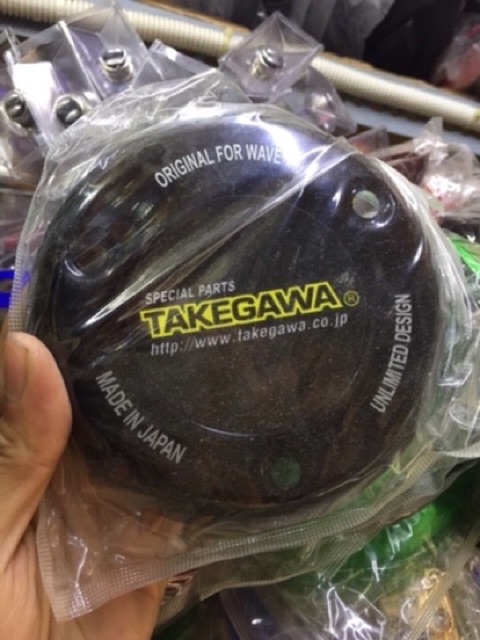 ORIGINAL FOR WAVE
SPECIAL PARTS
TAKEGAWA®
http://www.takegawa.co.jp
UNLIMITED DESIGN
MADE IN JAPAN